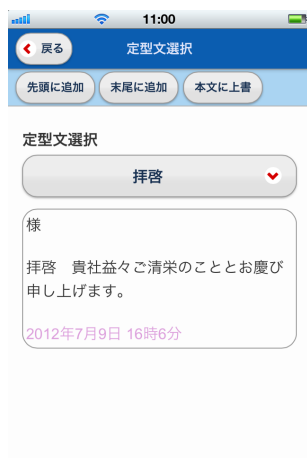 11:00
戻る 定型文選択
先頭に追加 末尾に追加 本文に上書
定型文選択
拝啓
様
拝啓　貴社益々ご清栄のこととお慶び
申し上げます。
2012年7月9日 16時6分